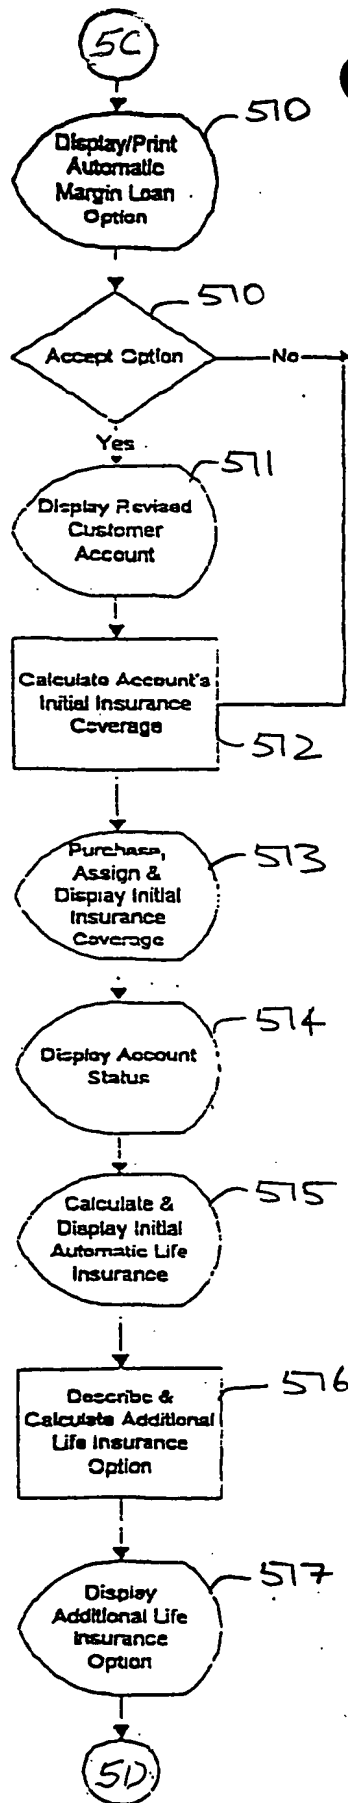 5C
510
Display/Print
Automatic
Margin Loan
Option
510
Accept Option
No
Yes
511
Display Revised
Customer
Account
Calculate Account's
Initial Insurance
Coverage
512
Purchase,
Assign &
Display Initial
Insurance
Coverage
513
Display Account
Status
514
Calculate &
Display Initial
Automatic Life
Insurance
515
Describe &
Calculate Additional
Life Insurance
Option
516
Display
Additional Life
Insurance
Option
517
5D